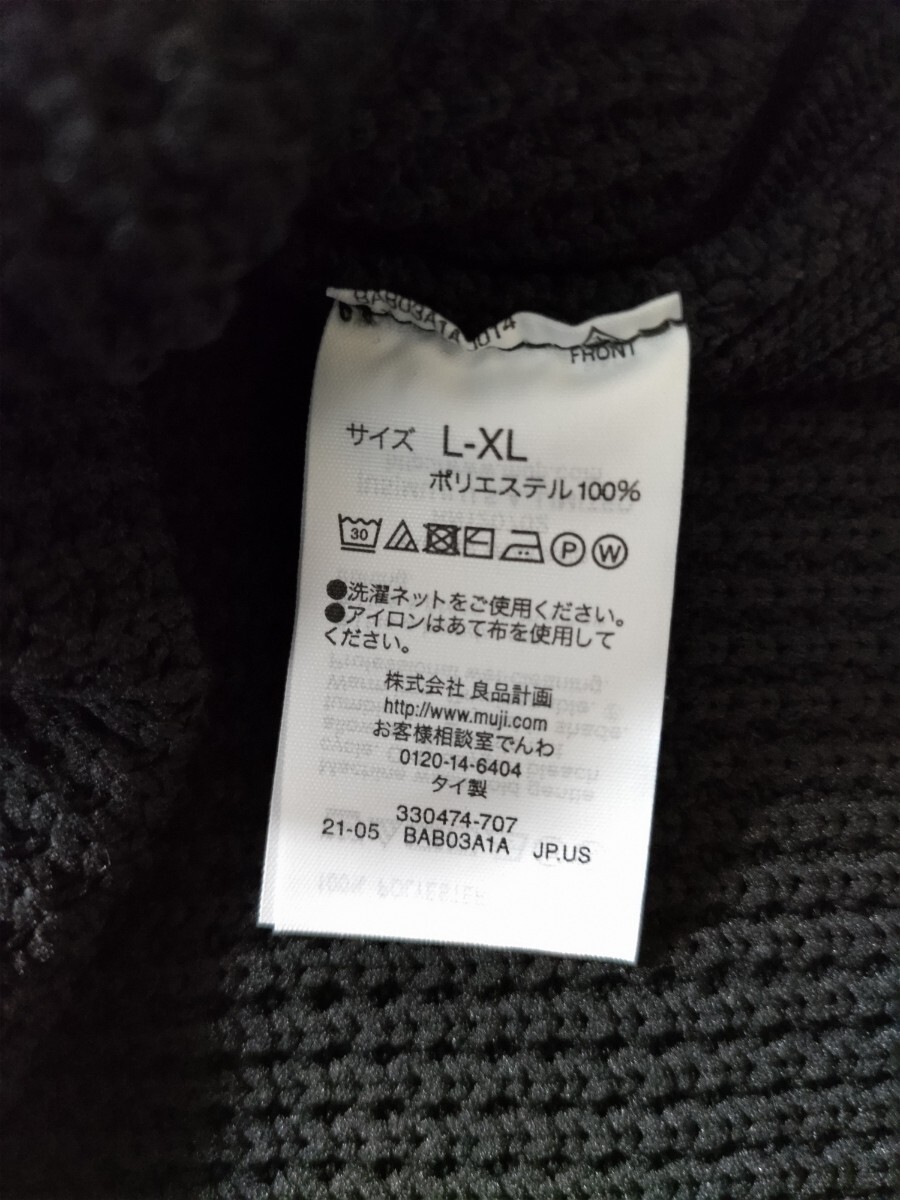 BAB03A1A
FRONT
サイズ L-XL
ポリエステル100%
30 P W
●洗濯ネットをご使用ください。
●アイロンはあて布を使用して
ください。
株式会社 良品計画
http://www.muji.com
お客様相談室でんわ
0120-14-6404
タイ製
330474-707
21-05 BAB03A1A JP.US
100% POLYESTER